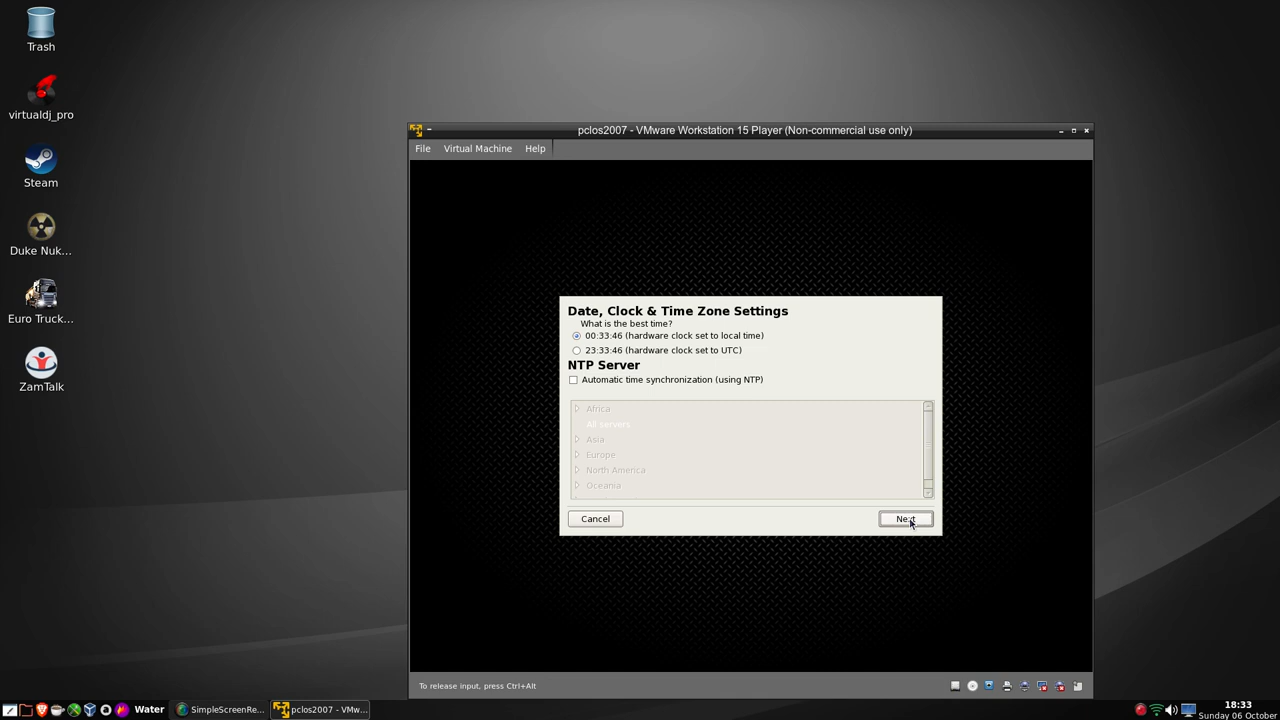 Trash
virtualdj_pro
Steam
Duke Nuk...
Euro Truck...
ZamTalk
pclos2007 - VMware Workstation 15 Player (Non-commercial use only)
File Virtual Machine Help
Date, Clock & Time Zone Settings
What is the best time?
00:33:46 (hardware clock set to local time)
23:33:46 (hardware clock set to UTC)
NTP Server
Automatic time synchronization (using NTP)
Africa
All servers
Asia
Europe
North America
Oceania
Cancel Next
To release input, press Ctrl+Alt
Water SimpleScreenRe... pclos2007 - VMw... 18:33
Sunday 06 October